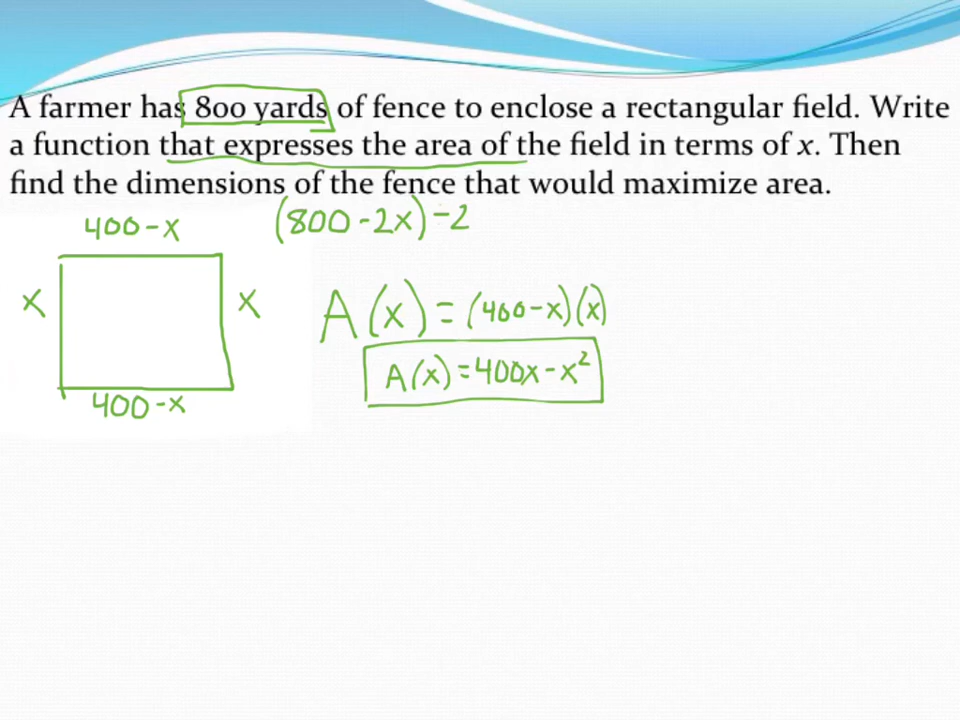 A farmer has 800 yards of fence to enclose a rectangular field. Write
a function that expresses the area of the field in terms of x. Then
find the dimensions of the fence that would maximize area.
400-x
(800-2x)-2
x
x
A(x)=(400-x)(x)
A(x)=400x-x²
400-x